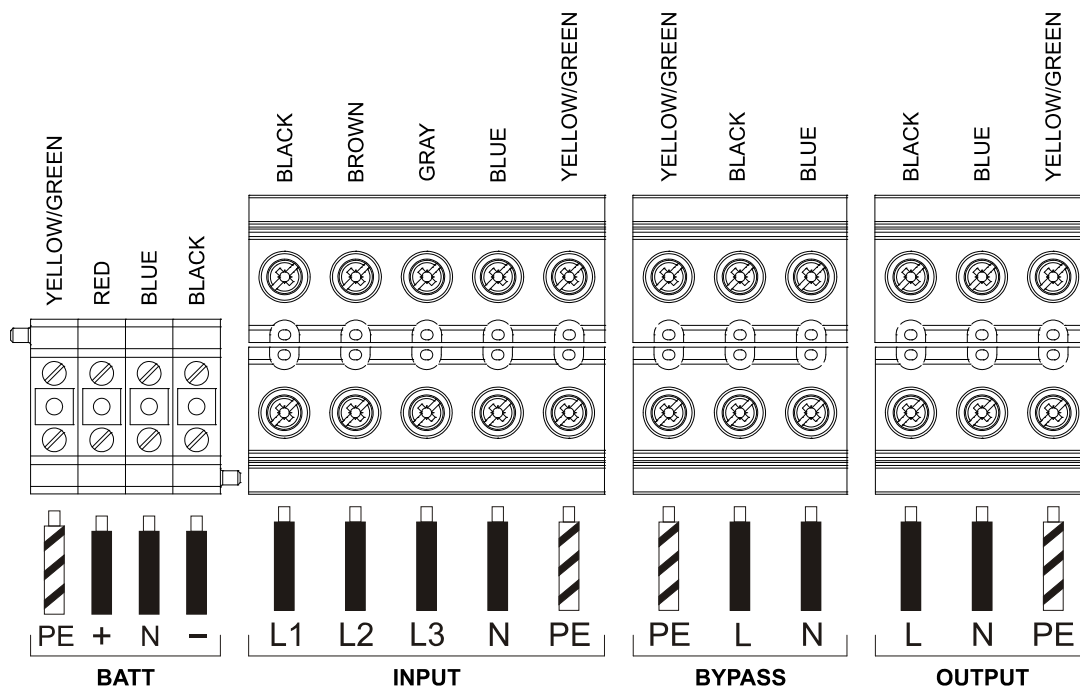 YELLOW/GREEN
RED
BLUE
BLACK
BLACK
BROWN
GRAY
BLUE
YELLOW/GREEN
YELLOW/GREEN
BLACK
BLUE
BLACK
BLUE
YELLOW/GREEN
PE + N −
L1 L2 L3 N PE
PE L N
L N PE
BATT
INPUT
BYPASS
OUTPUT